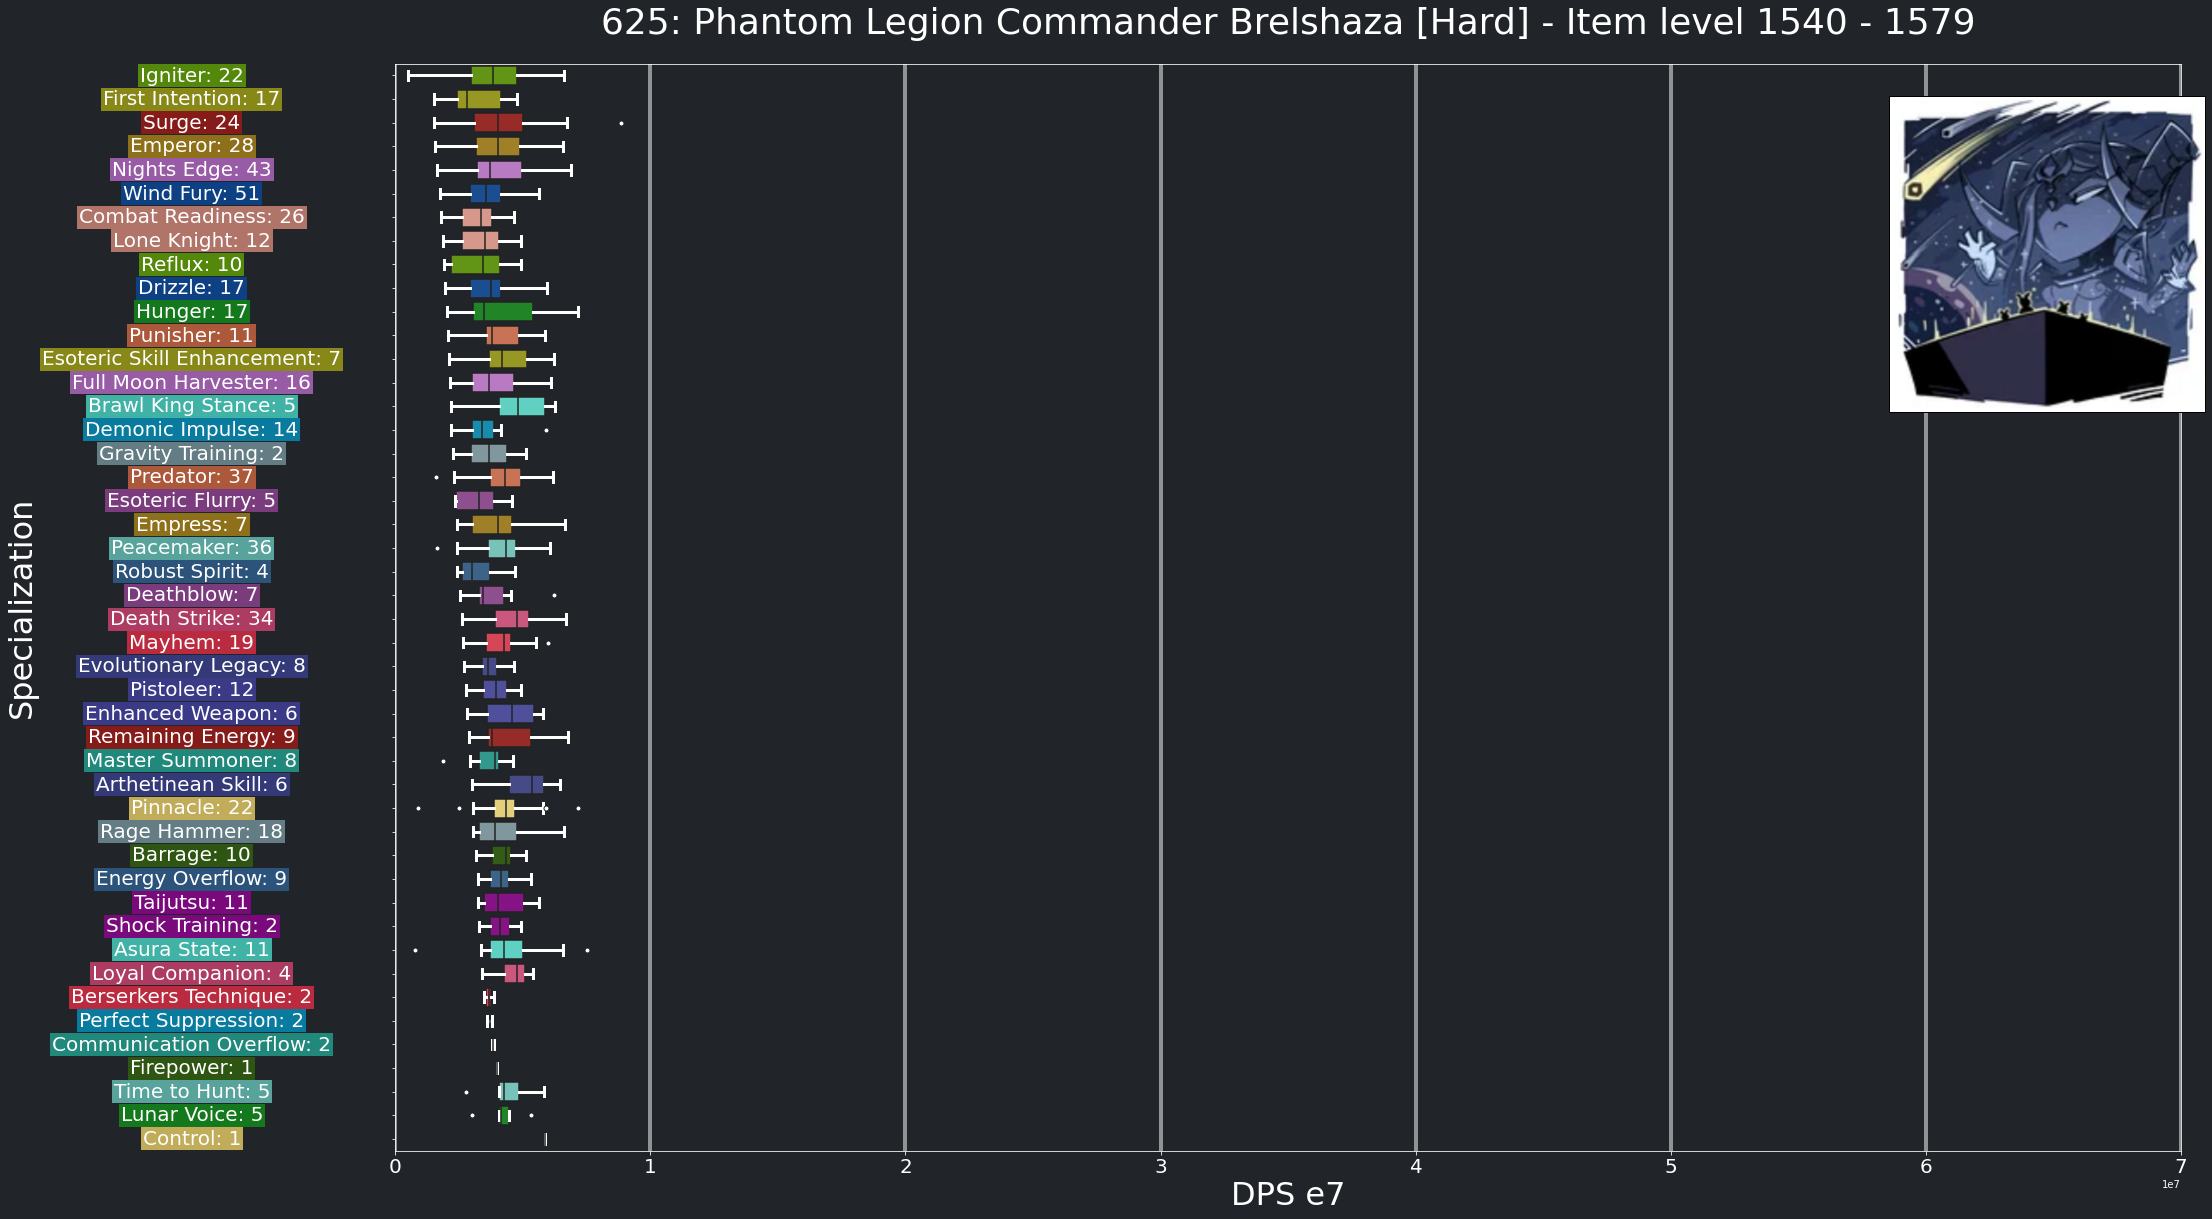 625: Phantom Legion Commander Brelshaza [Hard] - Item level 1540 - 1579
Specialization
Igniter: 22
First Intention: 17
Surge: 24
Emperor: 28
Nights Edge: 43
Wind Fury: 51
Combat Readiness: 26
Lone Knight: 12
Reflux: 10
Drizzle: 17
Hunger: 17
Punisher: 11
Esoteric Skill Enhancement: 7
Full Moon Harvester: 16
Brawl King Stance: 5
Demonic Impulse: 14
Gravity Training: 2
Predator: 37
Esoteric Flurry: 5
Empress: 7
Peacemaker: 36
Robust Spirit: 4
Deathblow: 7
Death Strike: 34
Mayhem: 19
Evolutionary Legacy: 8
Pistoleer: 12
Enhanced Weapon: 6
Remaining Energy: 9
Master Summoner: 8
Arthetinean Skill: 6
Pinnacle: 22
Rage Hammer: 18
Barrage: 10
Energy Overflow: 9
Taijutsu: 11
Shock Training: 2
Asura State: 11
Loyal Companion: 4
Berserkers Technique: 2
Perfect Suppression: 2
Communication Overflow: 2
Firepower: 1
Time to Hunt: 5
Lunar Voice: 5
Control: 1
0 1 2 3 4 5 6 7
1e7
DPS e7